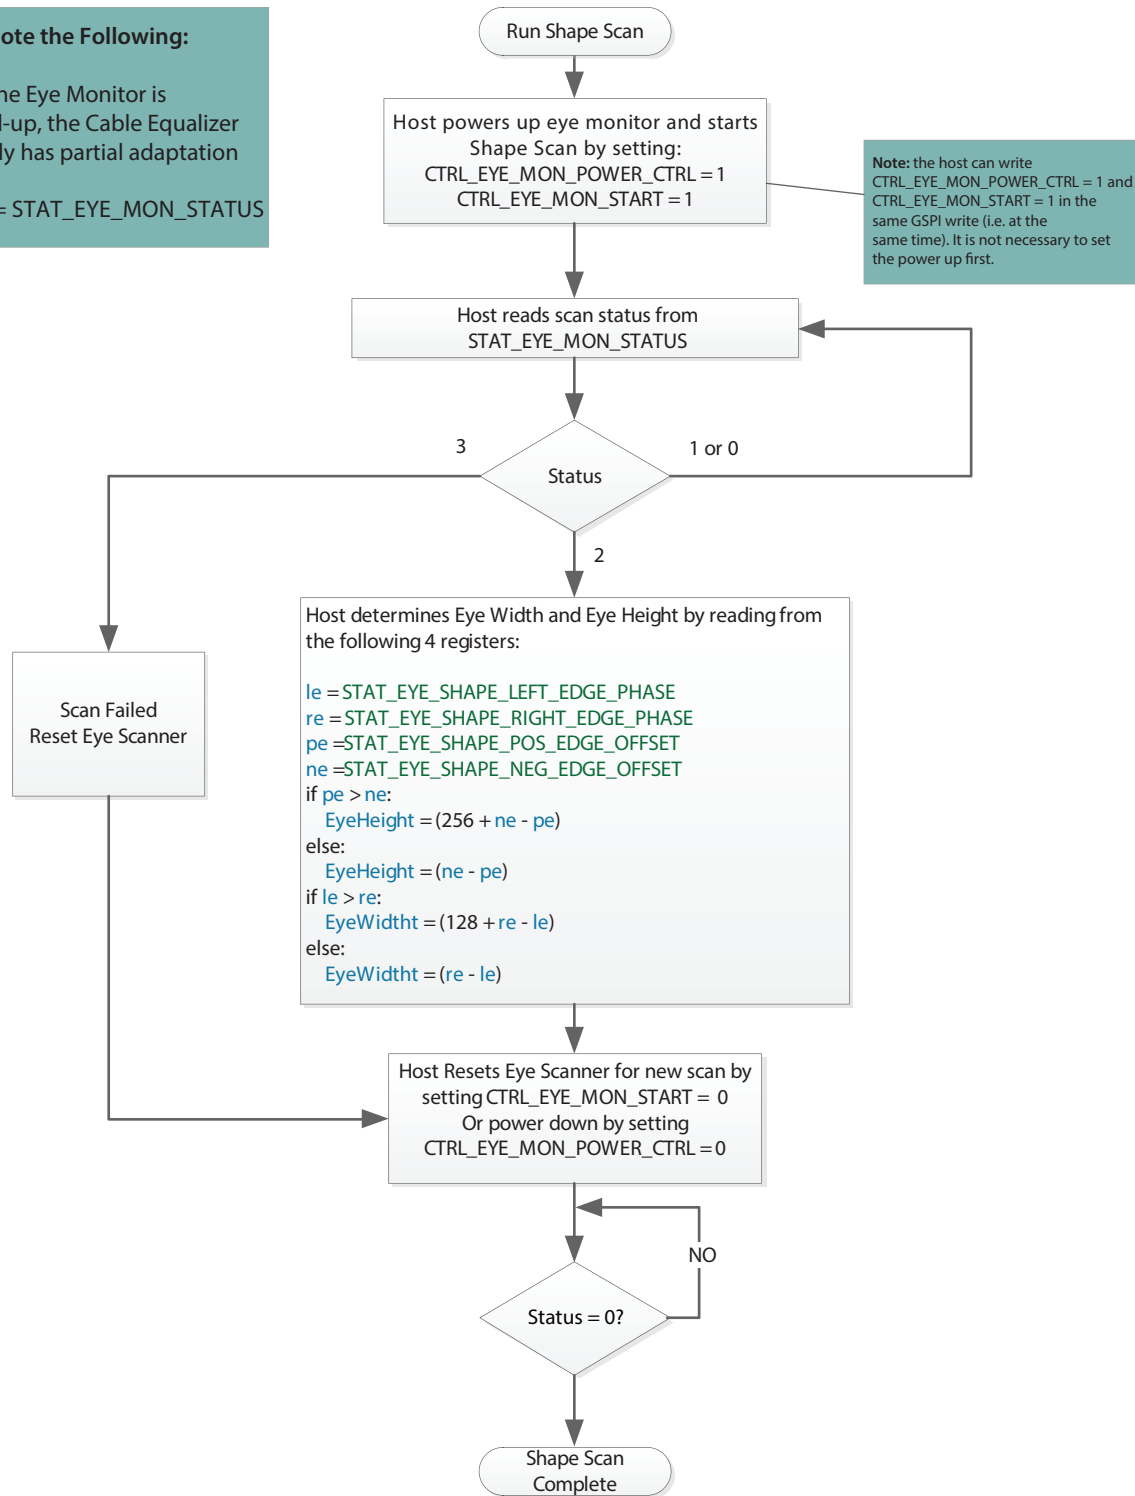 ote the Following:
ne Eye Monitor is
l-up, the Cable Equalizer
ly has partial adaptation
= STAT_EYE_MON_STATUS
Run Shape Scan
Host powers up eye monitor and starts
Shape Scan by setting:
CTRL_EYE_MON_POWER_CTRL = 1
CTRL_EYE_MON_START = 1
Note: the host can write
CTRL_EYE_MON_POWER_CTRL = 1 and
CTRL_EYE_MON_START = 1 in the
same GSPI write (i.e. at the
same time). It is not necessary to set
the power up first.
Host reads scan status from
STAT_EYE_MON_STATUS
3
1 or 0
Status
2
Host determines Eye Width and Eye Height by reading from
the following 4 registers:
le = STAT_EYE_SHAPE_LEFT_EDGE_PHASE
re = STAT_EYE_SHAPE_RIGHT_EDGE_PHASE
pe =STAT_EYE_SHAPE_POS_EDGE_OFFSET
ne =STAT_EYE_SHAPE_NEG_EDGE_OFFSET
if pe > ne:
EyeHeight = (256 + ne - pe)
else:
EyeHeight = (ne - pe)
if le > re:
EyeWidtht = (128 + re - le)
else:
EyeWidtht = (re - le)
Scan Failed
Reset Eye Scanner
Host Resets Eye Scanner for new scan by
setting CTRL_EYE_MON_START = 0
Or power down by setting
CTRL_EYE_MON_POWER_CTRL = 0
NO
Status = 0?
Shape Scan
Complete